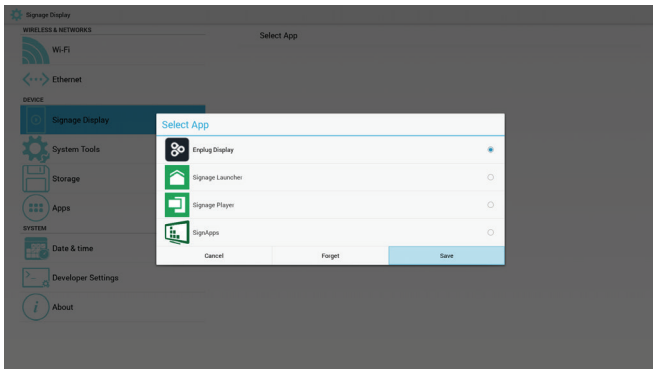 Signage Display
WIRELESS & NETWORKS
Select App
Wi-Fi
Ethernet
DEVICE
Signage Display
System Tools
Storage
Apps
SYSTEM
Date & time
Developer Settings
About
Select App
Enplug Display
Signage Launcher
Signage Player
SignApps
Cancel Forget Save